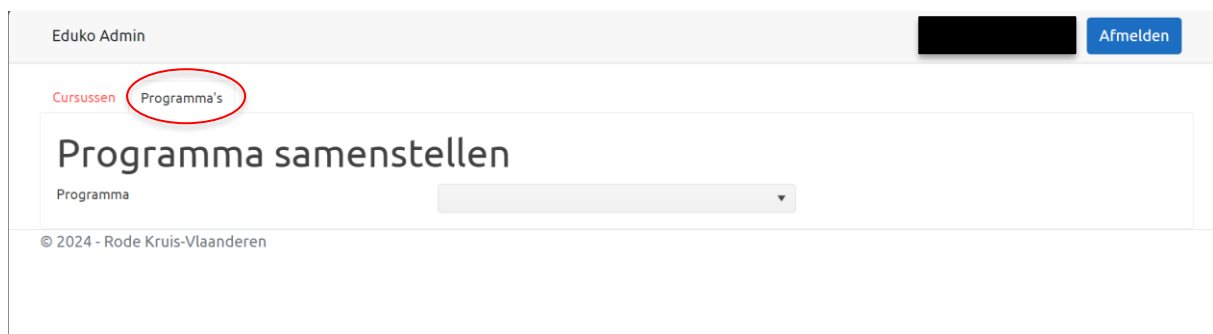 Eduko Admin
Afmelden
Cursussen Programma's
Programma samenstellen
Programma
© 2024 - Rode Kruis-Vlaanderen